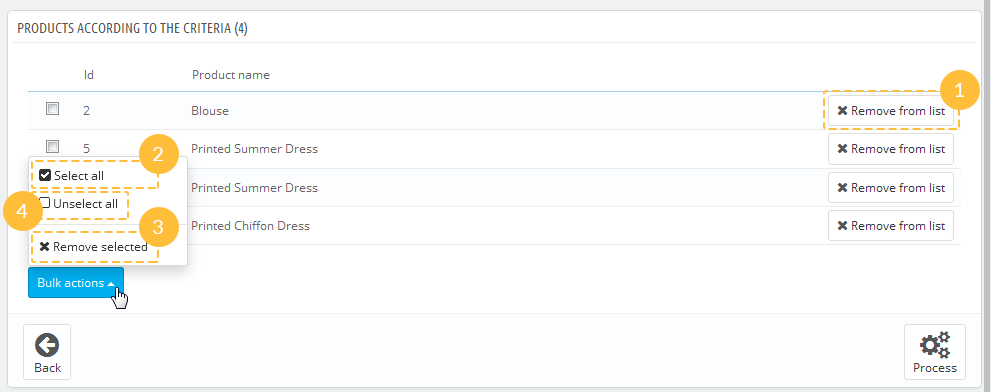 PRODUCTS ACCORDING TO THE CRITERIA (4)
Id Product name
1
2 Blouse Remove from list
5 Printed Summer Dress Remove from list
2
Select all
Printed Summer Dress Remove from list
4 Unselect all
Printed Chiffon Dress Remove from list
3
Remove selected
Bulk actions
Back Process